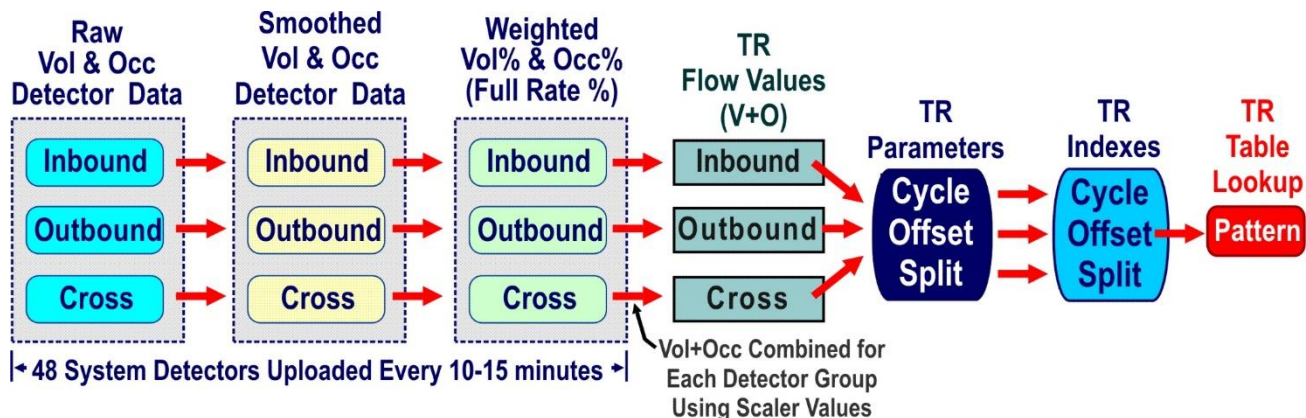 Raw
Vol & Occ
Detector Data
Inbound
Outbound
Cross
Smoothed
Vol & Occ
Detector Data
Inbound
Outbound
Cross
Weighted
Vol% & Occ%
(Full Rate %)
Inbound
Outbound
Cross
TR
Flow Values
(V+O)
Inbound
Outbound
Cross
TR
Parameters
Cycle
Offset
Split
TR
Indexes
Cycle
Offset
Split
TR
Table
Lookup
Pattern
48 System Detectors Uploaded Every 10-15 minutes
Vol+Occ Combined for
Each Detector Group
Using Scaler Values